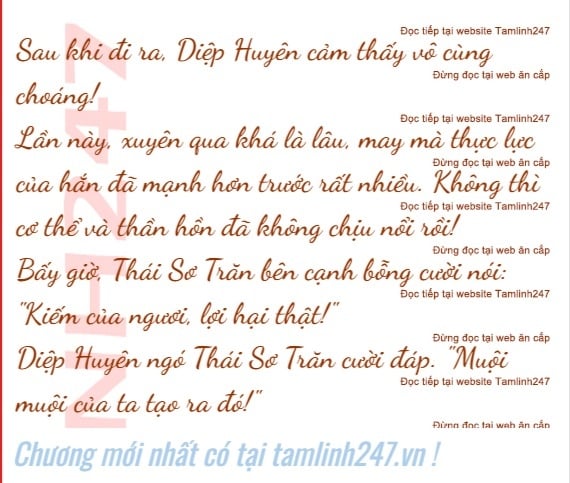 Đọc tiếp tại website Tamlinh247
Sau khi đi ra, Diệp Huyên cảm thấy vô cùng
Đừng đọc tại web ăn cắp
choáng!
Đọc tiếp tại website Tamlinh247
Lần này, xuyên qua khá là lâu, may mà thực lực
Đừng đọc tại web ăn cắp
của hắn đã mạnh hơn trước rất nhiều. Không thì
Đọc tiếp tại website Tamlinh247
cơ thể và thần hồn đã không chịu nổi rồi!
Đừng đọc tại web ăn cắp
Bấy giờ, Thái Sơ Trăn bên cạnh bỗng cười nói:
Đọc tiếp tại website Tamlinh247
"Kiếm của ngươi, lợi hại thật!"
Đừng đọc tại web ăn cắp
Diệp Huyên ngó Thái Sơ Trăn cười đáp. "Muội
Đọc tiếp tại website Tamlinh247
muội của ta tạo ra đó!"
Đừng đọc tại web ăn cắp
NH247
Chương mới nhất có tại tamlinh247.vn !